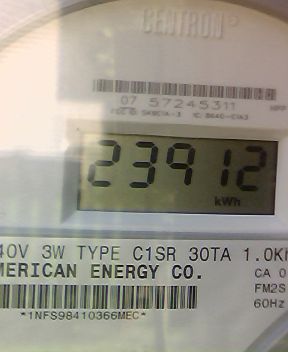 CENTRON
07 57245311
23912
kWh
40V 3W TYPE C1SR 30TA 1.0K
MERICAN ENERGY CO. CA 0
FM2S
*1NFS98410366MEC* 60Hz